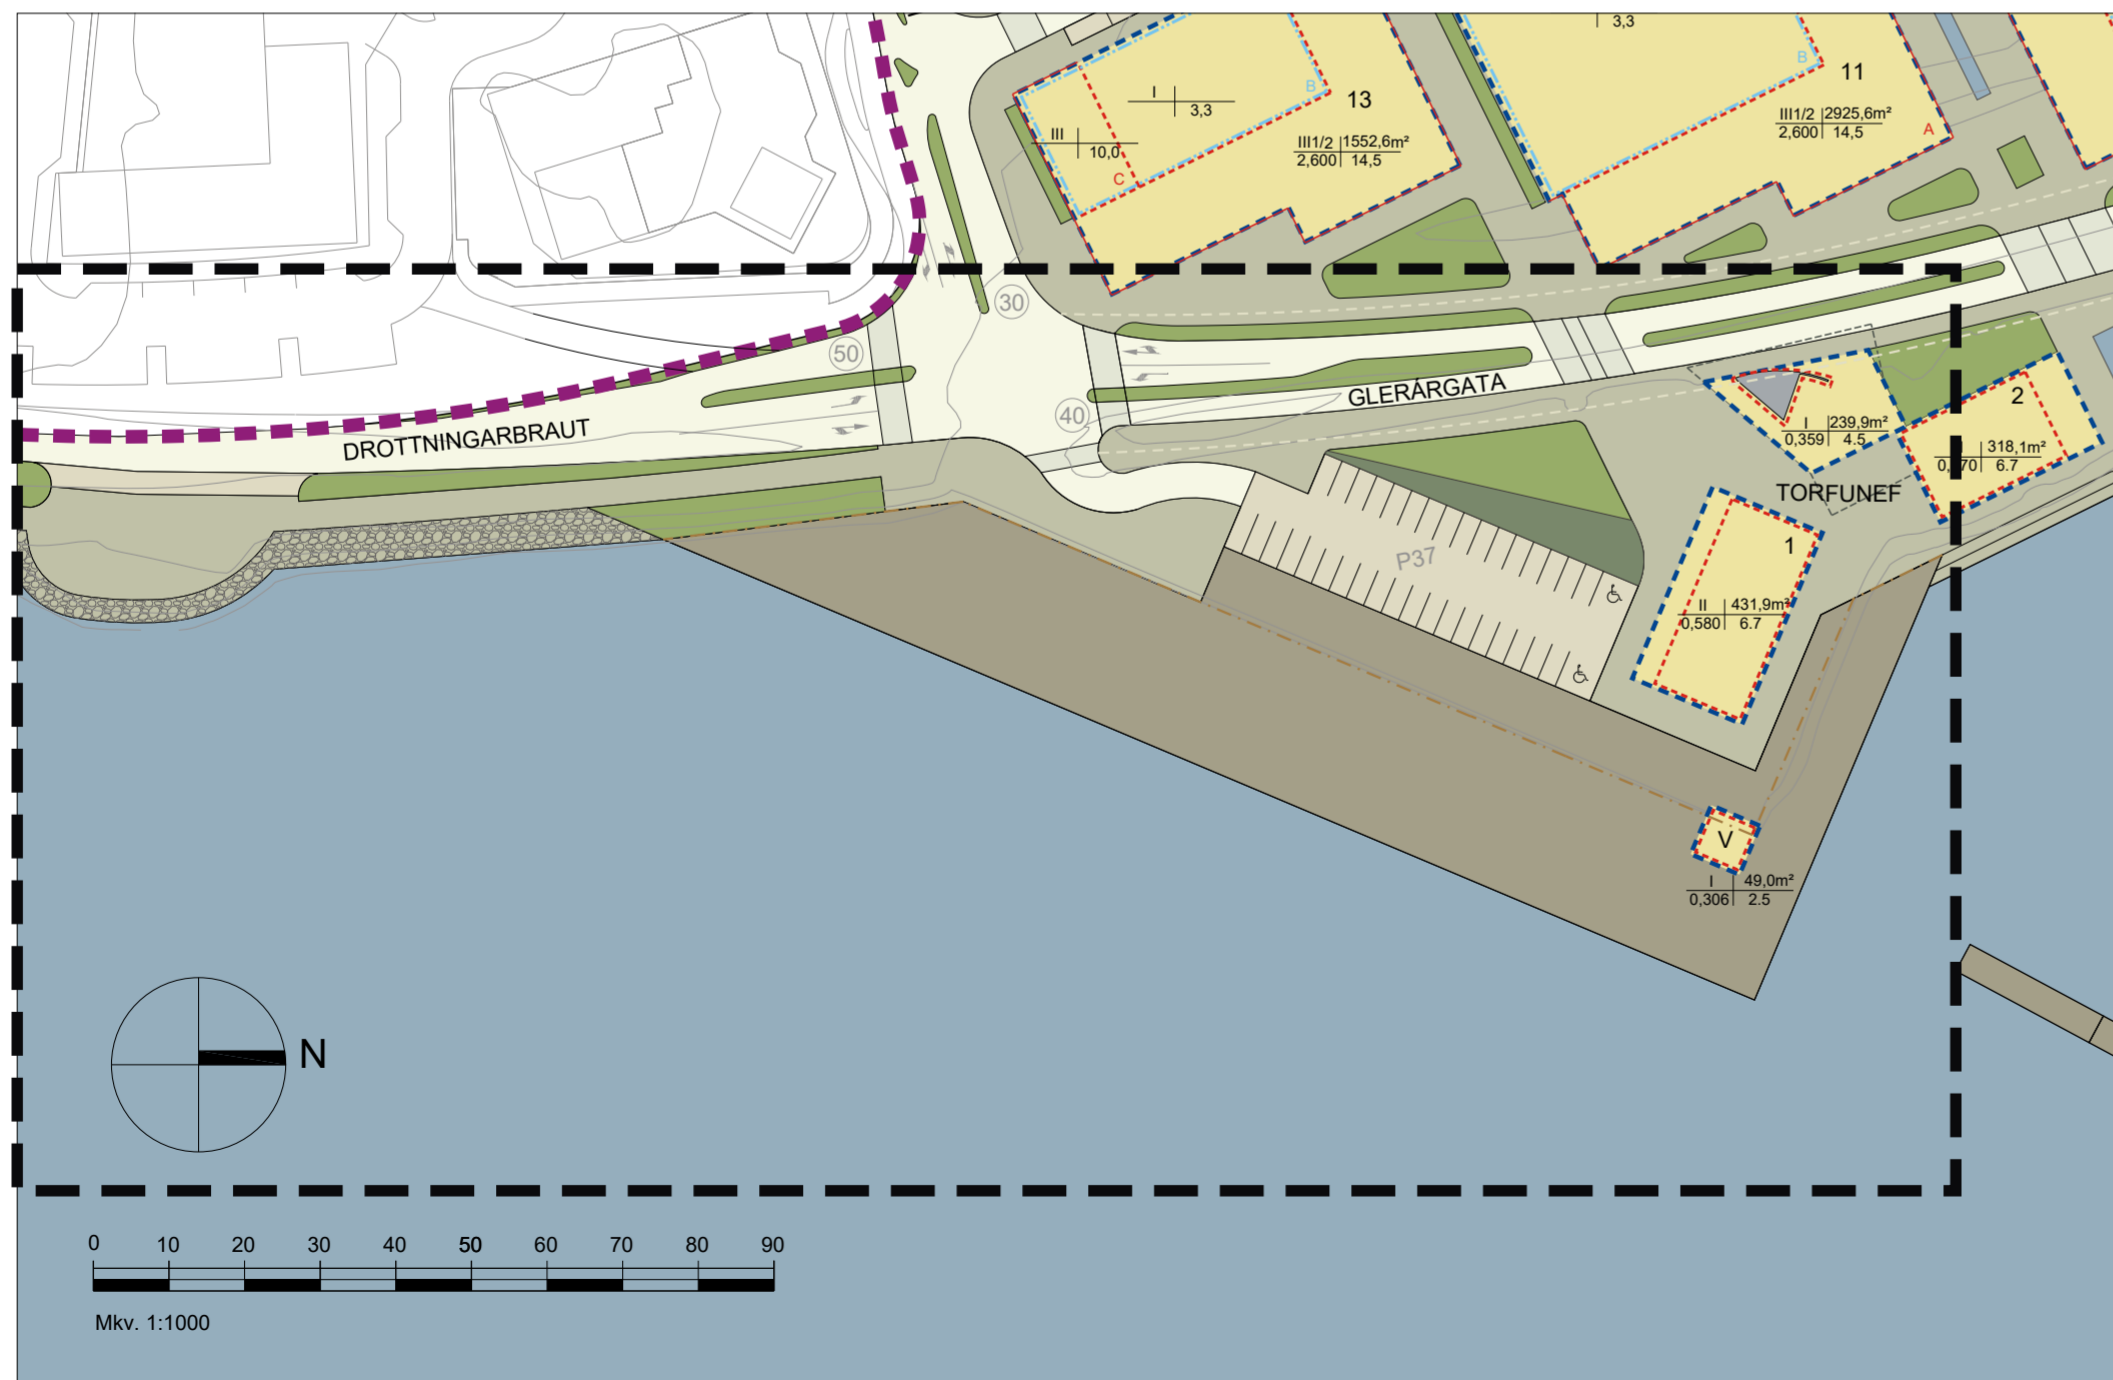 3,3
11
III1/2 2925,6m²
2,600 14,5
A
B
I
3,3
B
13
III1/2 1552,6m²
2,600 14,5
III
10,0
C
30
50
40
GLERÁRGATA
DROTTNINGARBRAUT
2
318,1m²
6.7
I 239,9m²
0,359 4.5
TORFUNEF
1
P37
II 431,9m²
0,580 6.7
V
I 49,0m²
0,306 2.5
N
0 10 20 30 40 50 60 70 80 90
Mkv. 1:1000